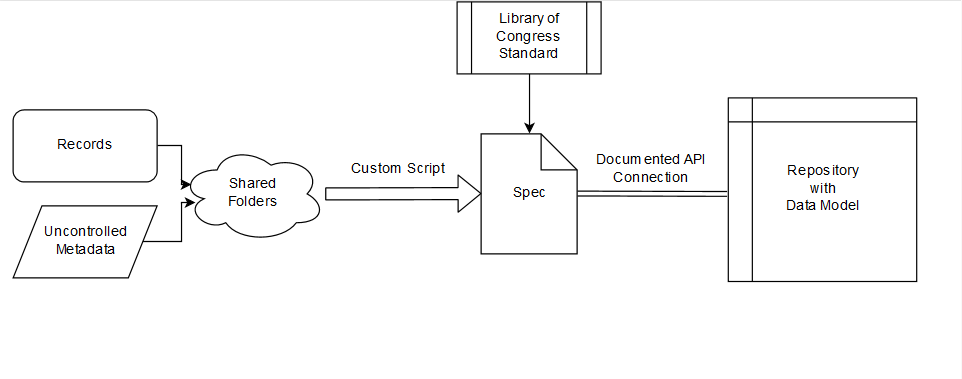 Library of
Congress
Standard
Records
Uncontrolled
Metadata
Shared
Folders
Custom Script
Spec
Documented API
Connection
Repository
with
Data Model